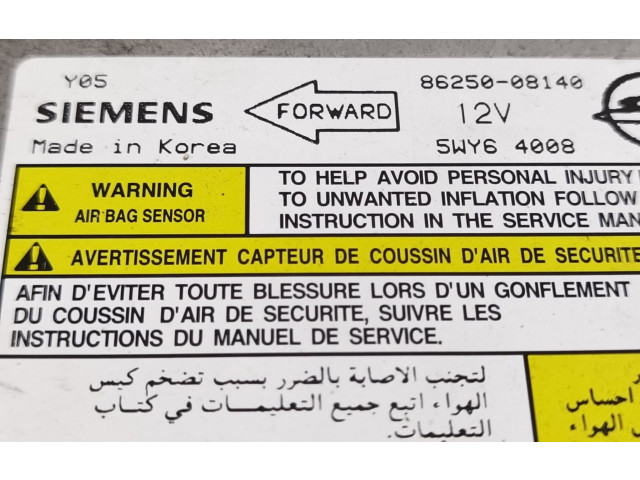 Y05
SIEMENS
Made in Korea
FORWARD
86250-08140
12V
5WY6 4008
WARNING
AIR BAG SENSOR
TO HELP AVOID PERSONAL INJURY
TO UNWANTED INFLATION FOLLOW
INSTRUCTION IN THE SERVICE MAN
AVERTISSEMENT CAPTEUR DE COUSSIN D'AIR DE SECURITE
AFIN D'EVITER TOUTE BLESSURE LORS D'UN GONFLEMENT
DU COUSSIN D'AIR DE SECURITE, SUIVRE LES
INSTRUCTIONS DU MANUEL DE SERVICE.
لتجنب الاصابة بالضرر بسبب تضخم كيس
الهواء اتبع جميع التعليمات في كتاب
التعليمات.
احساس
الهواء